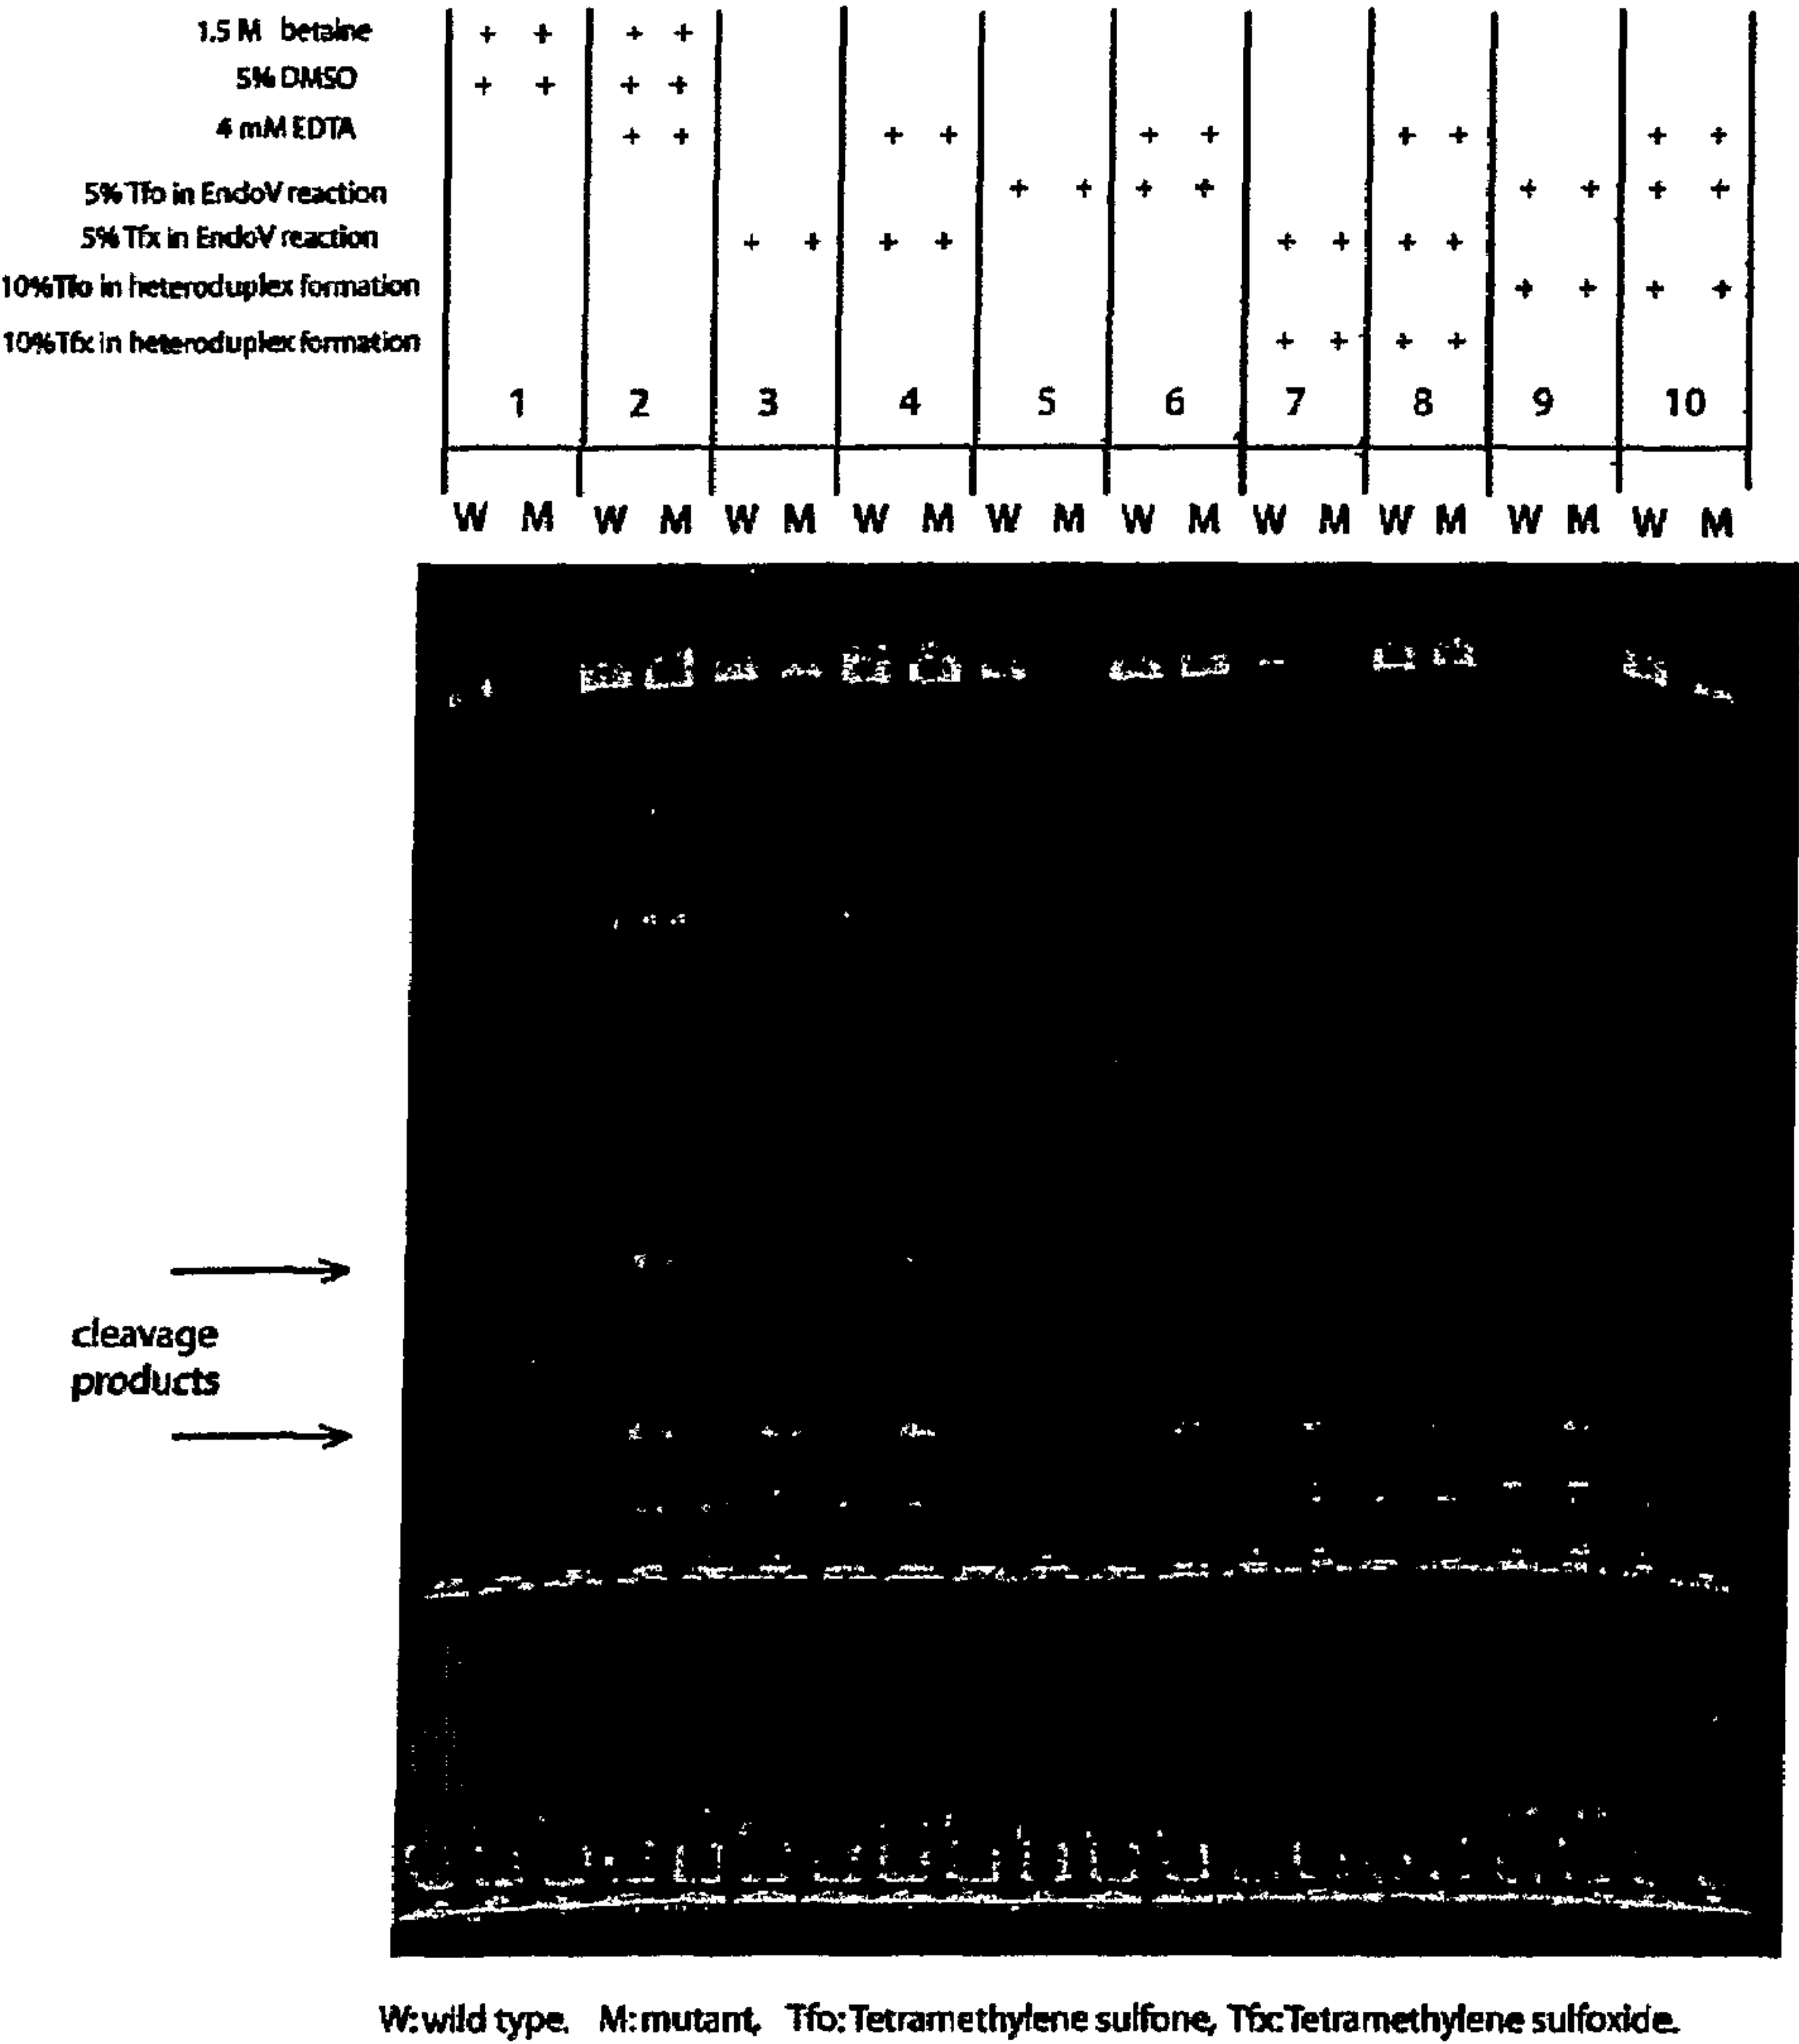 1.5 M betaine + + + +
5% DMSO + + + +
4 mM EDTA + + + + + + + + + +
5% Tfo in EndoV reaction + + + + + + + +
5% Tfx in EndoV reaction + + + + + + + +
10% Tfo in heteroduplex formation + + + +
10% Tfx in heteroduplex formation + + + +
1 2 3 4 5 6 7 8 9 10
W M W M W M W M W M W M W M W M W M W M
cleavage
products
W: wild type, M: mutant, Tfo: Tetramethylene sulfone, Tfx: Tetramethylene sulfoxide.